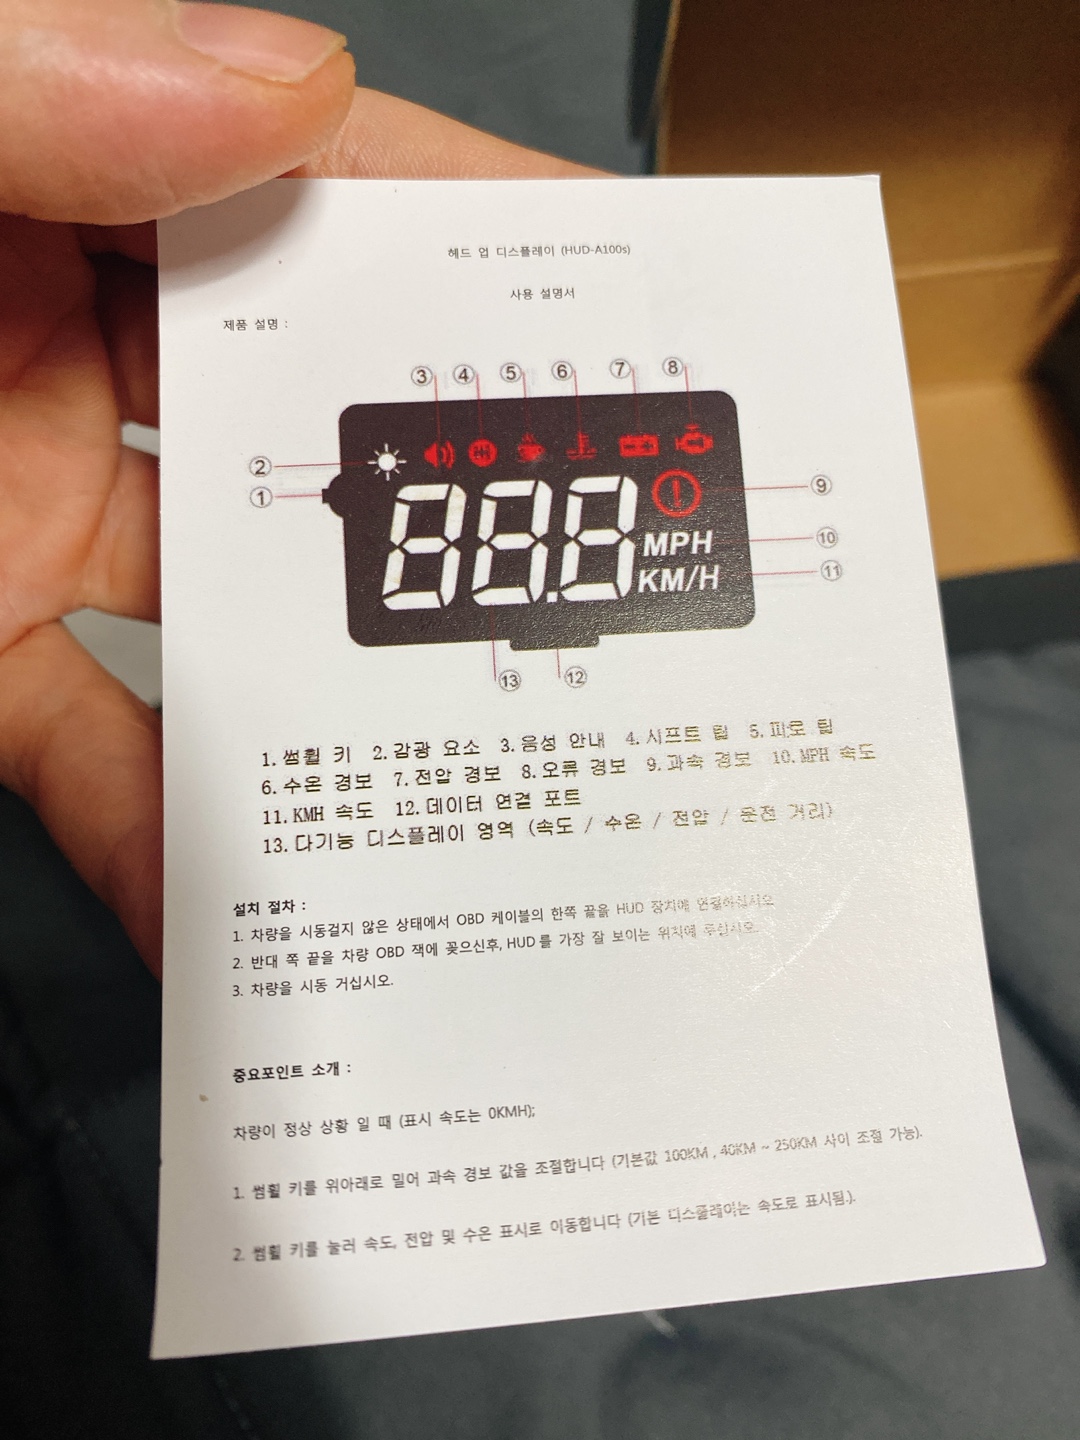 헤드 업 디스플레이 (HUD-A100s)
사용 설명서
제품 설명 :
③ ④ ⑤ ⑥ ⑦ ⑧
②
①
⑨
MPH
⑩
KM/H
⑪
88.8
⑬ ⑫
1. 썸휠 키 2. 감광 요소 3. 음성 안내 4. 시프트 팁 5. 피로 팁
6. 수온 경보 7. 전압 경보 8. 오류 경보 9. 과속 경보 10. MPH 속도
11. KMH 속도 12. 데이터 연결 포트
13. 다기능 디스플레이 영역 (속도 / 수온 / 전압 / 운전 거리)
설치 절차 :
1. 차량을 시동걸지 않은 상태에서 OBD 케이블의 한쪽 끝을 HUD 장치에 연결하십시오
2. 반대 쪽 끝을 차량 OBD 잭에 꽂으신후, HUD를 가장 잘 보이는 위치에 두십시오.
3. 차량을 시동 거십시오.
중요포인트 소개 :
차량이 정상 상황 일 때 (표시 속도는 0KMH);
1. 썸휠 키를 위아래로 밀어 과속 경보 값을 조절합니다 (기본값 100KM , 40KM ~ 250KM 사이 조절 가능).
2. 썸휠 키를 눌러 속도, 전압 및 수온 표시로 이동합니다 (기본 디스플레이는 속도로 표시됨.).